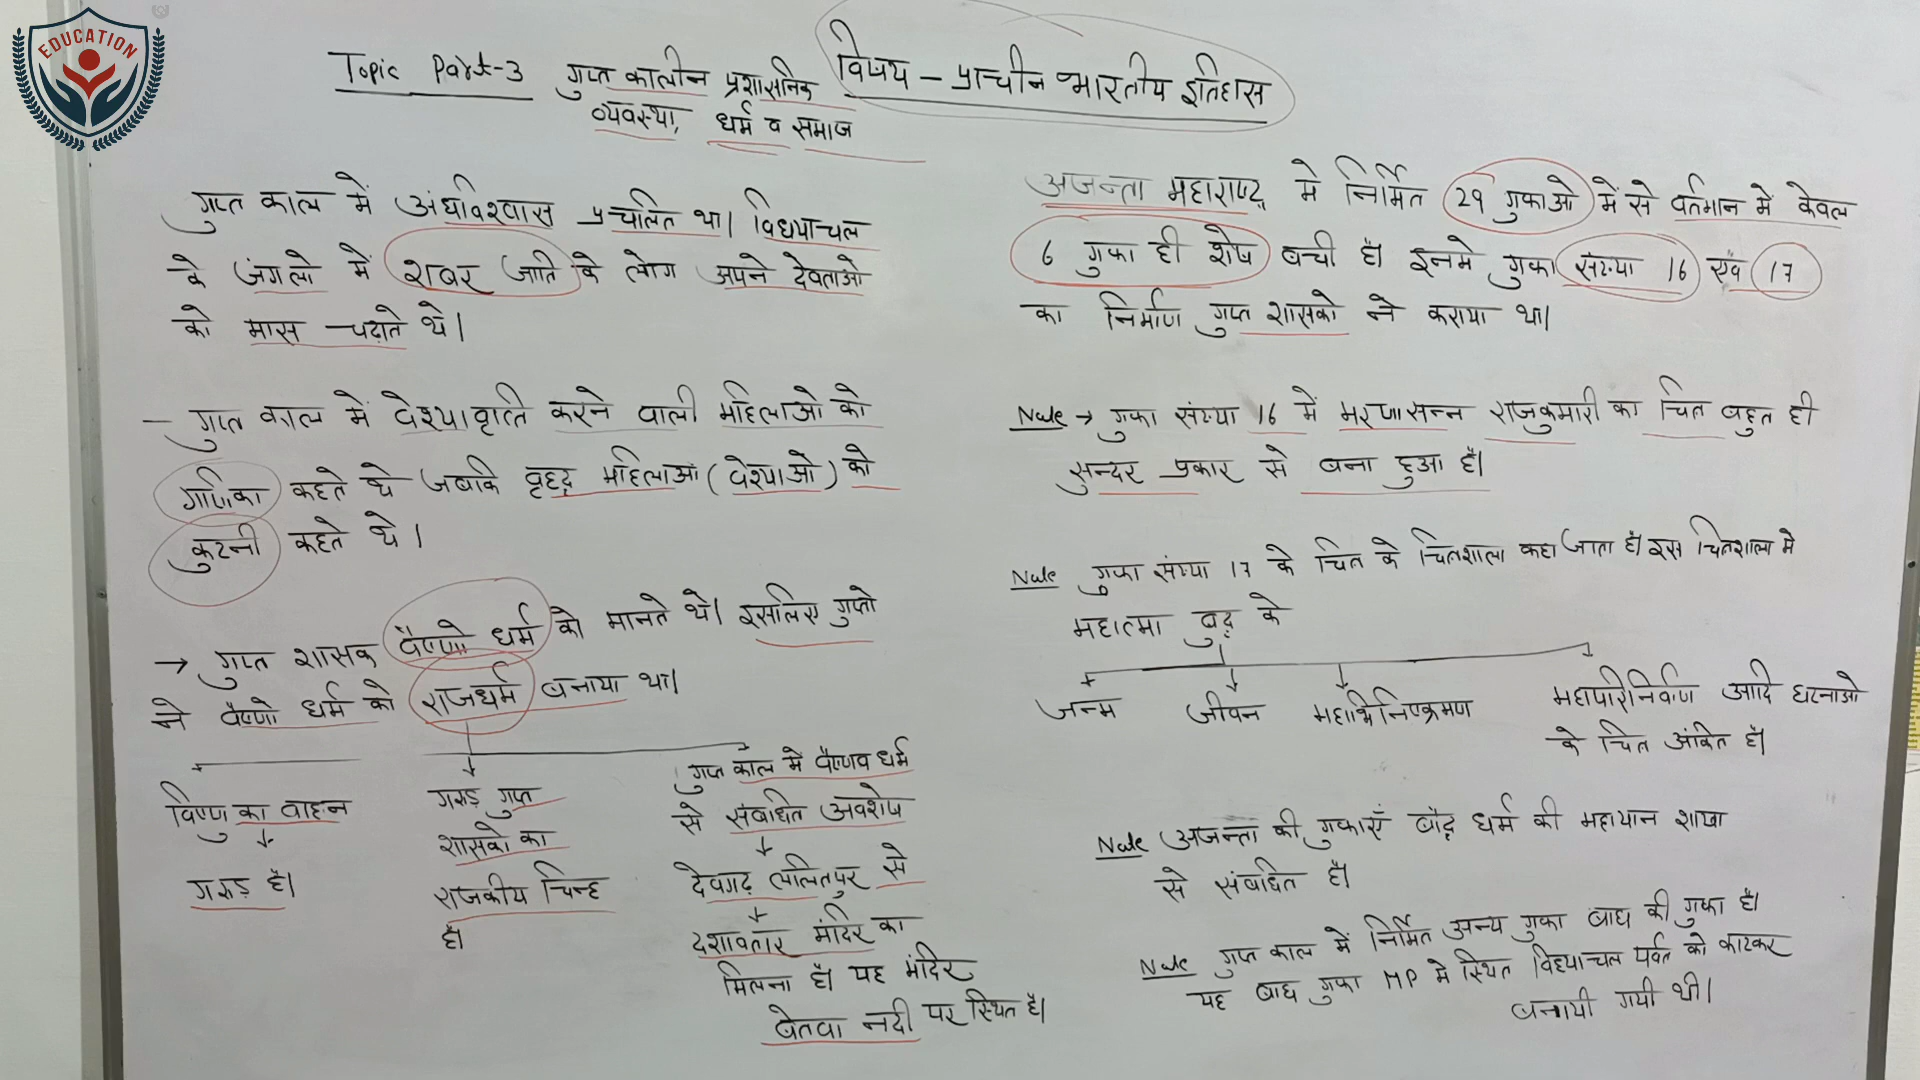 EDUCATION
Topic Part-3 गुप्त कालीन प्रशासनिक
व्यवस्था, धर्म व समाज
विषय – प्राचीन भारतीय इतिहास
गुप्त काल में अंधविश्वास प्रचलित था। विंध्याचल
के जंगलो में शबर जाति के लोग अपने देवताओ
को मास चढ़ाते थे।
– गुप्त काल में वेश्यावृत्ति करने वाली महिलाओ को
गणिका कहते थे जबकि वृहद् महिलाओ (वेश्याओ) को
कुटनी कहते थे।
→ गुप्त शासक वैष्णो धर्म को मानते थे। इसलिए गुप्तो
ने वैष्णो धर्म को राजधर्म बनाया था।
विष्णु का वाहन
गरुड़ है।
गरुड़ गुप्त
शासको का
राजकीय चिन्ह
है।
गुप्त काल में वैष्णव धर्म
से संबंधित अवशेष
देवगढ़ ललितपुर से
दशावतार मंदिर का
मिलना है। यह मंदिर
बेतवा नदी पर स्थित है।
अजन्ता महाराष्ट्र मे निर्मित 29 गुफाओ में से वर्तमान मे केवल
6 गुफा ही शेष बची है। इनमे गुफा संख्या 16 एवं 17
का निर्माण गुप्त शासको ने कराया था।
Note → गुफा संख्या 16 में मरणासन्न राजकुमारी का चित्र बहुत ही
सुन्दर प्रकार से बना हुआ है।
Note गुफा संख्या 17 के चित्र के चित्रशाला कहा जाता है। इस चित्रशाला मे
महात्मा बुद्ध के
जन्म जीवन महाभिनिष्क्रमण महापरिनिर्वाण आदि घटनाओ
के चित्र अंकित है।
Note अजन्ता की गुफाएँ बौद्ध धर्म की महायान शाखा
से संबंधित है।
Note गुप्त काल में निर्मित अन्य गुफा बाघ की गुफा है।
यह बाघ गुफा MP मे स्थित विंध्याचल पर्वत को काटकर
बनायी गयी थी।